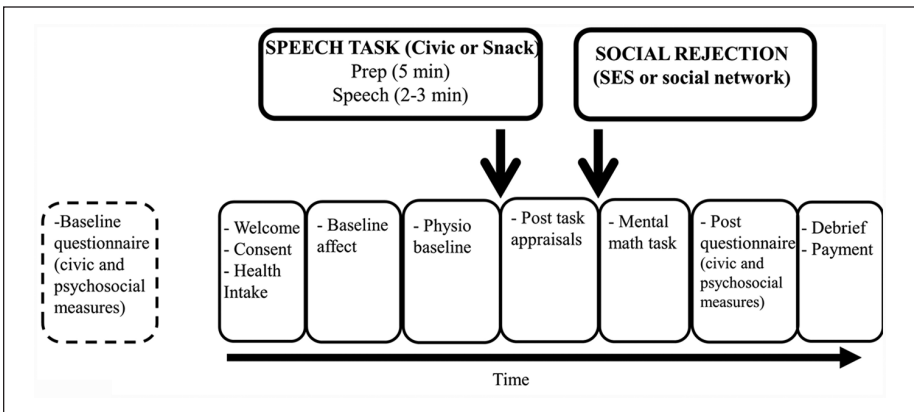 SPEECH TASK (Civic or Snack)
Prep (5 min)
Speech (2-3 min)
SOCIAL REJECTION
(SES or social network)
-Baseline
questionnaire
(civic and
psychosocial
measures)
- Welcome
- Consent
- Health
Intake
- Baseline
affect
- Physio
baseline
- Post task
appraisals
- Mental
math task
- Post
questionnaire
(civic and
psychosocial
measures)
- Debrief
- Payment
Time